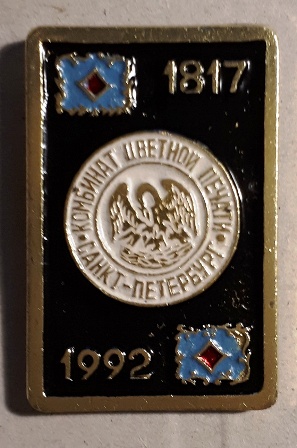 1817
КОМБИНАТ ЦВЕТНОЙ ПЕЧАТИ
САНКТ-ПЕТЕРБУРГ
1992